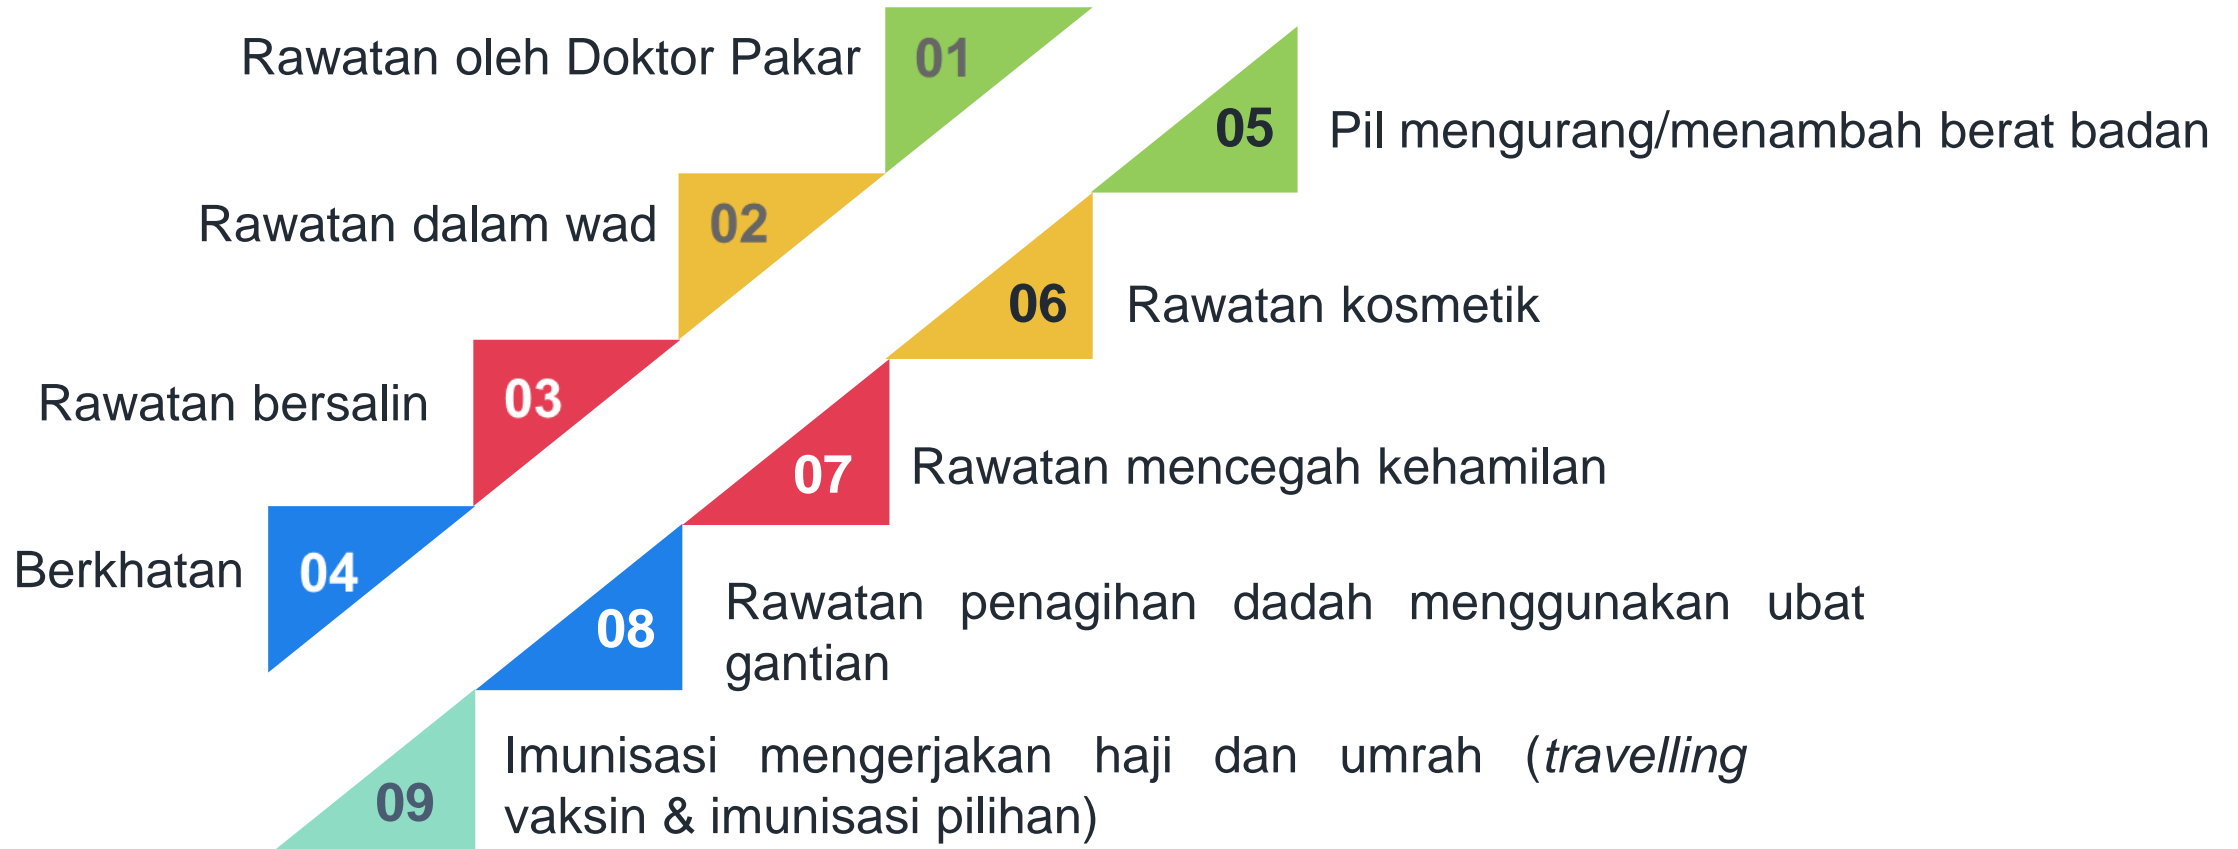 Rawatan oleh Doktor Pakar 01
Rawatan dalam wad 02
Rawatan bersalin 03
Berkhatan 04
05 Pil mengurang/menambah berat badan
06 Rawatan kosmetik
07 Rawatan mencegah kehamilan
08 Rawatan penagihan dadah menggunakan ubat
gantian
09 Imunisasi mengerjakan haji dan umrah (travelling
vaksin & imunisasi pilihan)